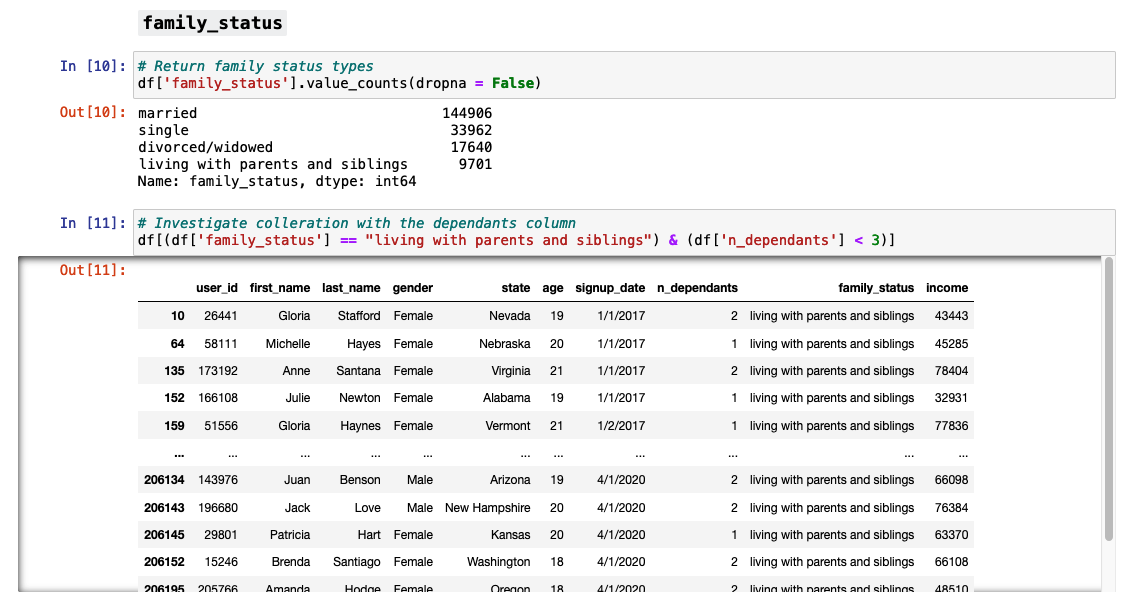 family_status
In [10]: # Return family status types
df['family_status'].value_counts(dropna = False)
Out[10]: married 144906
single 33962
divorced/widowed 17640
living with parents and siblings 9701
Name: family_status, dtype: int64
In [11]: # Investigate colleration with the dependants column
df[(df['family_status'] == "living with parents and siblings") & (df['n_dependants'] < 3)]
Out[11]:
user_id first_name last_name gender state age signup_date n_dependants family_status income
10 26441 Gloria Stafford Female Nevada 19 1/1/2017 2 living with parents and siblings 43443
64 58111 Michelle Hayes Female Nebraska 20 1/1/2017 1 living with parents and siblings 45285
135 173192 Anne Santana Female Virginia 21 1/1/2017 2 living with parents and siblings 78404
152 166108 Julie Newton Female Alabama 19 1/1/2017 1 living with parents and siblings 32931
159 51556 Gloria Haynes Female Vermont 21 1/2/2017 1 living with parents and siblings 77836
... ... ... ... ... ... ... ... ... ... ...
206134 143976 Juan Benson Male Arizona 19 4/1/2020 2 living with parents and siblings 66098
206143 196680 Jack Love Male New Hampshire 20 4/1/2020 2 living with parents and siblings 76384
206145 29801 Patricia Hart Female Kansas 20 4/1/2020 1 living with parents and siblings 63370
206152 15246 Brenda Santiago Female Washington 18 4/1/2020 2 living with parents and siblings 66108
206195 205766 Amanda Hodge Female Oregon 18 4/1/2020 2 living with parents and siblings 48510